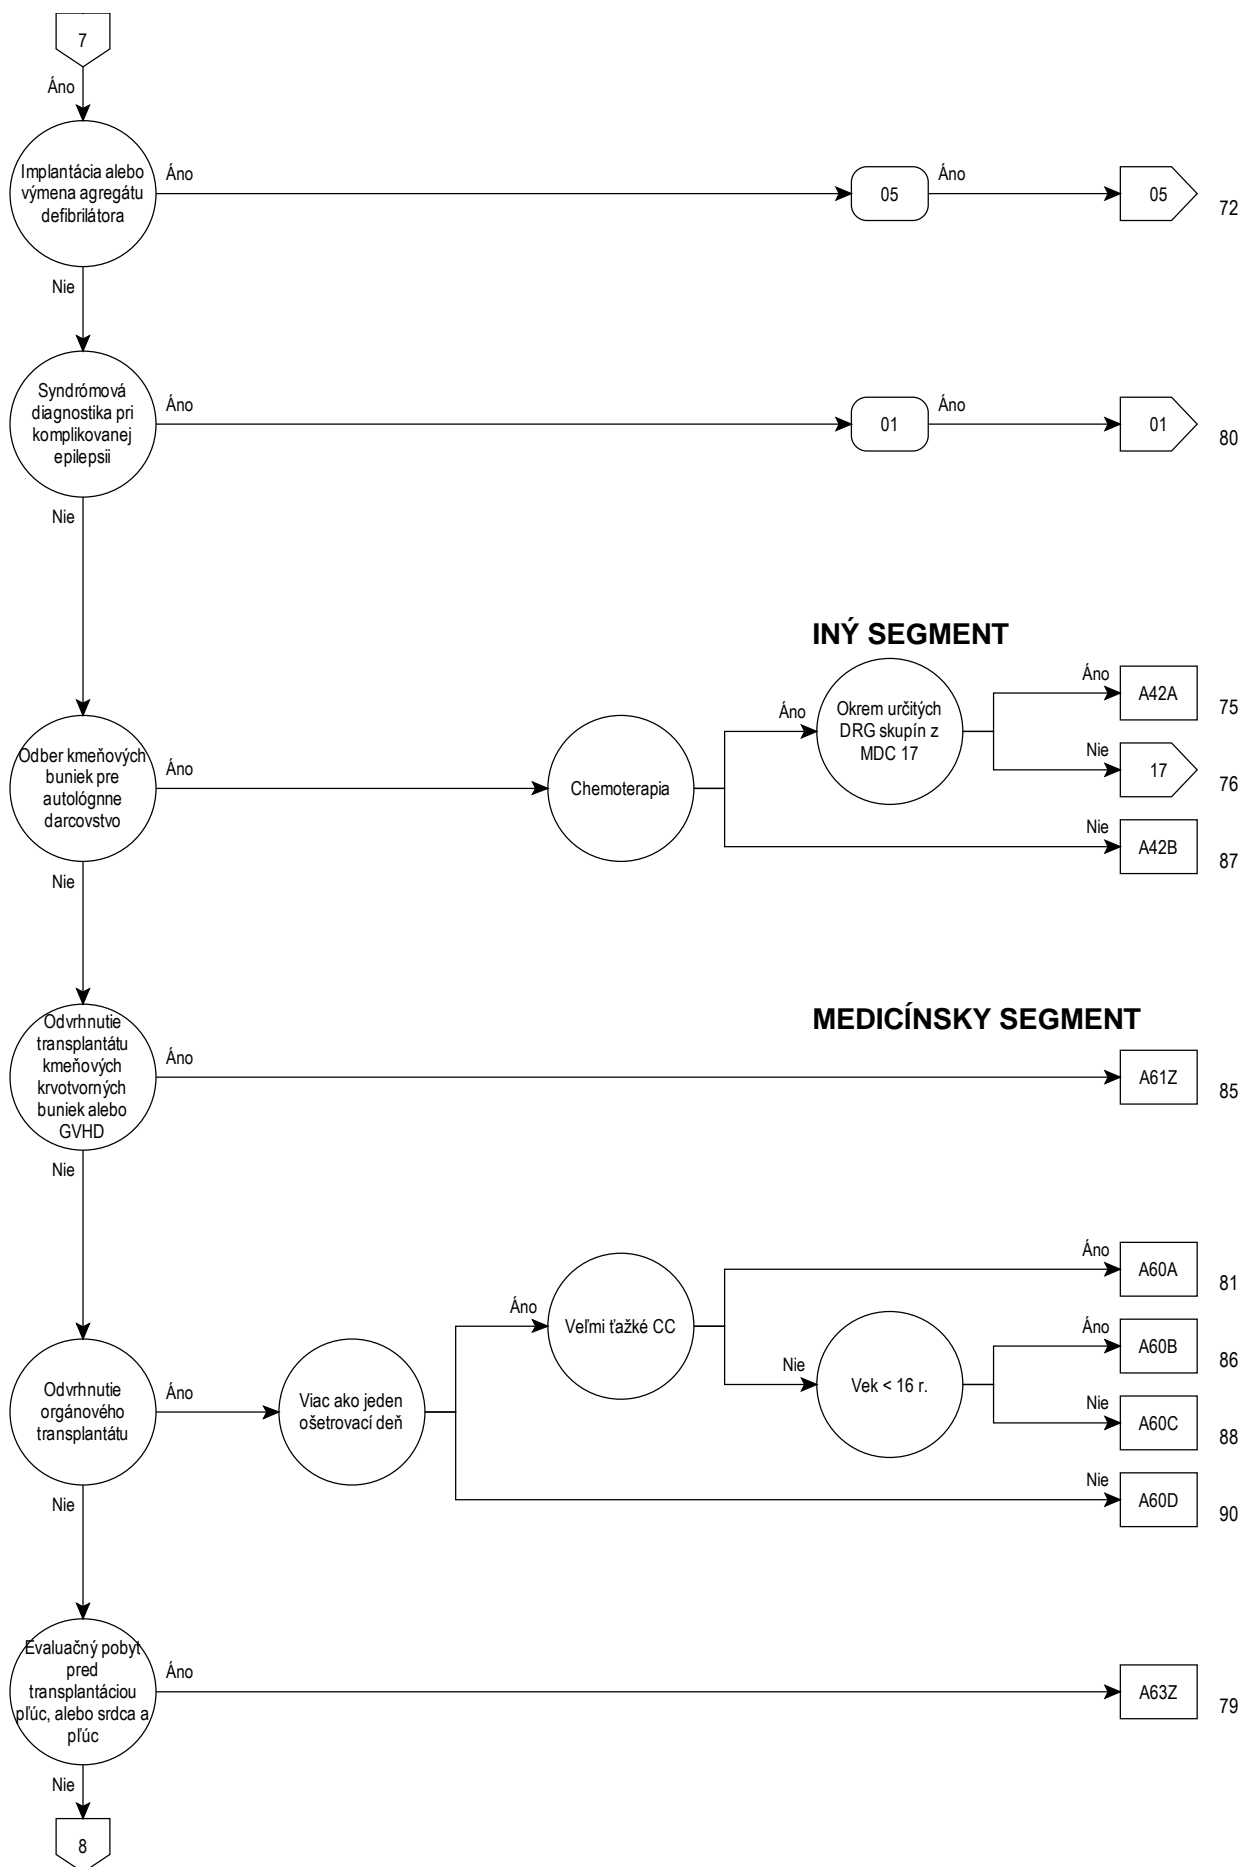 7
Áno
Implantácia alebo
výmena agregátu
defibrilátora
Áno
05
Áno
05
72
Nie
Syndrómová
diagnostika pri
komplikovanej
epilepsii
Áno
01
Áno
01
80
Nie
INÝ SEGMENT
Odber kmeňových
buniek pre
autológnne
darcovstvo
Áno
Chemoterapia
Áno
Okrem určitých
DRG skupín z
MDC 17
Áno
A42A
75
Nie
17
76
Nie
A42B
87
Nie
MEDICÍNSKY SEGMENT
Odvrhnutie
transplantátu
kmeňových
krvotvorných
buniek alebo
GVHD
Áno
A61Z
85
Nie
Odvrhnutie
orgánového
transplantátu
Áno
Viac ako jeden
ošetrovací deň
Áno
Veľmi ťažké CC
Áno
A60A
81
Nie
Vek < 16 r.
Áno
A60B
86
Nie
A60C
88
Nie
A60D
90
Nie
Evaluačný pobyt
pred
transplantáciou
pľúc, alebo srdca a
pľúc
Áno
A63Z
79
Nie
8